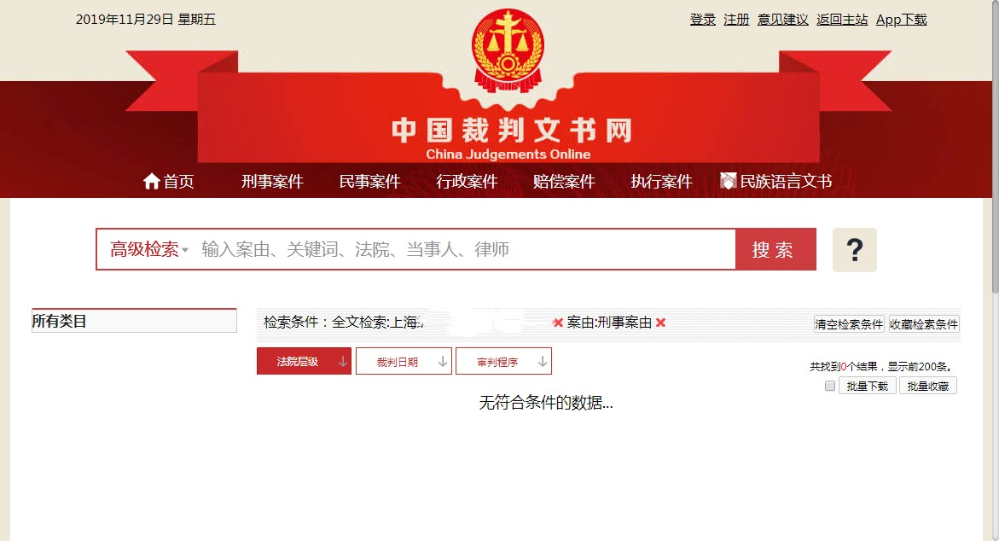 2019年11月29日 星期五
登录 注册 意见建议 返回主站 App下载
中国裁判文书网
China Judgements Online
首页 刑事案件 民事案件 行政案件 赔偿案件 执行案件 民族语言文书
高级检索 输入案由、关键词、法院、当事人、律师 搜索 ?
所有类目
检索条件：全文检索:上海 案由:刑事案由 清空检索条件 收藏检索条件
法院层级 裁判日期 审判程序
共找到0个结果，显示前200条。
批量下载 批量收藏
无符合条件的数据...